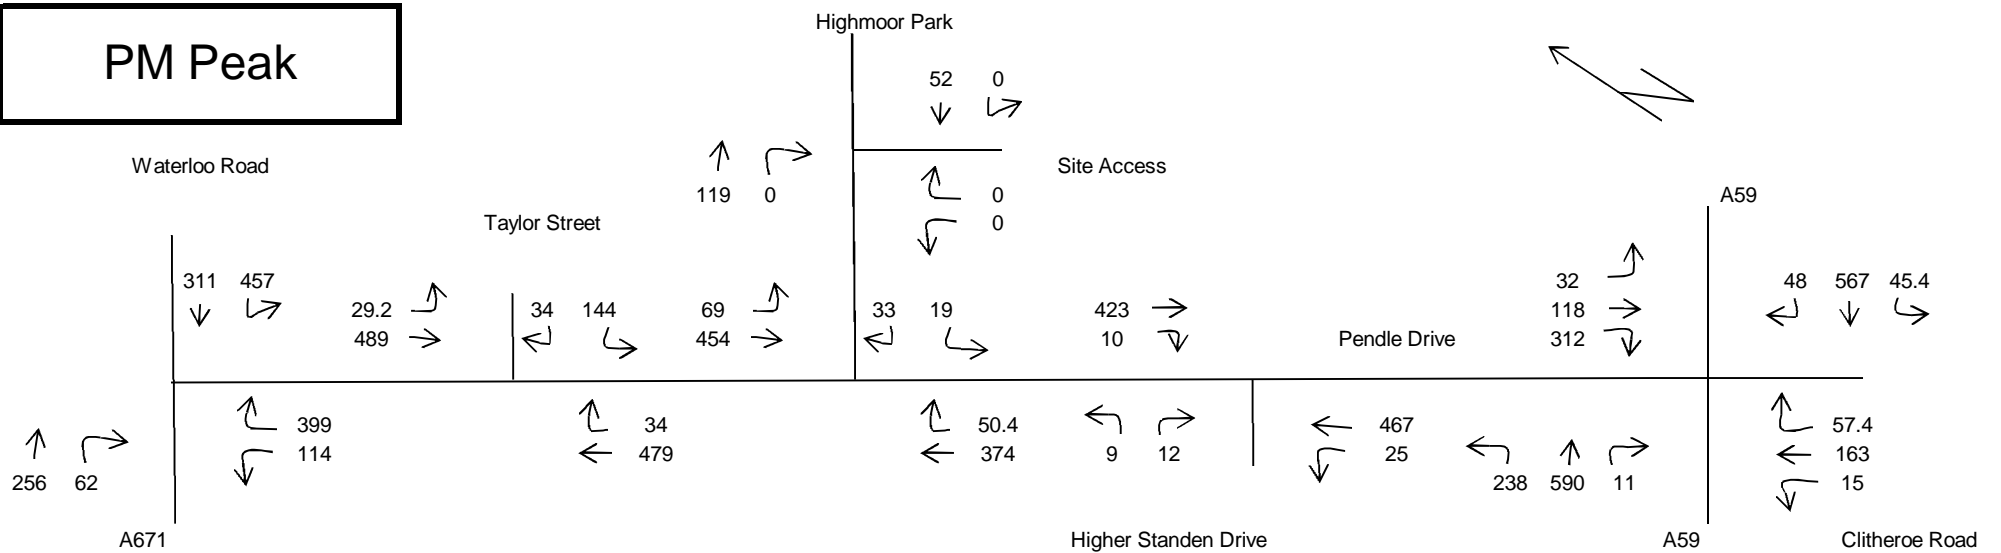 Highmoor Park
PM Peak
52 0
Waterloo Road
Site Access
119 0
0
A59
Taylor Street
0
311 457
32
48 567 45.4
29.2
34 144
69
33 19
423
118
489
454
10
Pendle Drive
312
399
34
50.4
467
57.4
114
479
374
9 12
25
163
256 62
238 590 11
15
A671
Higher Standen Drive
A59
Clitheroe Road